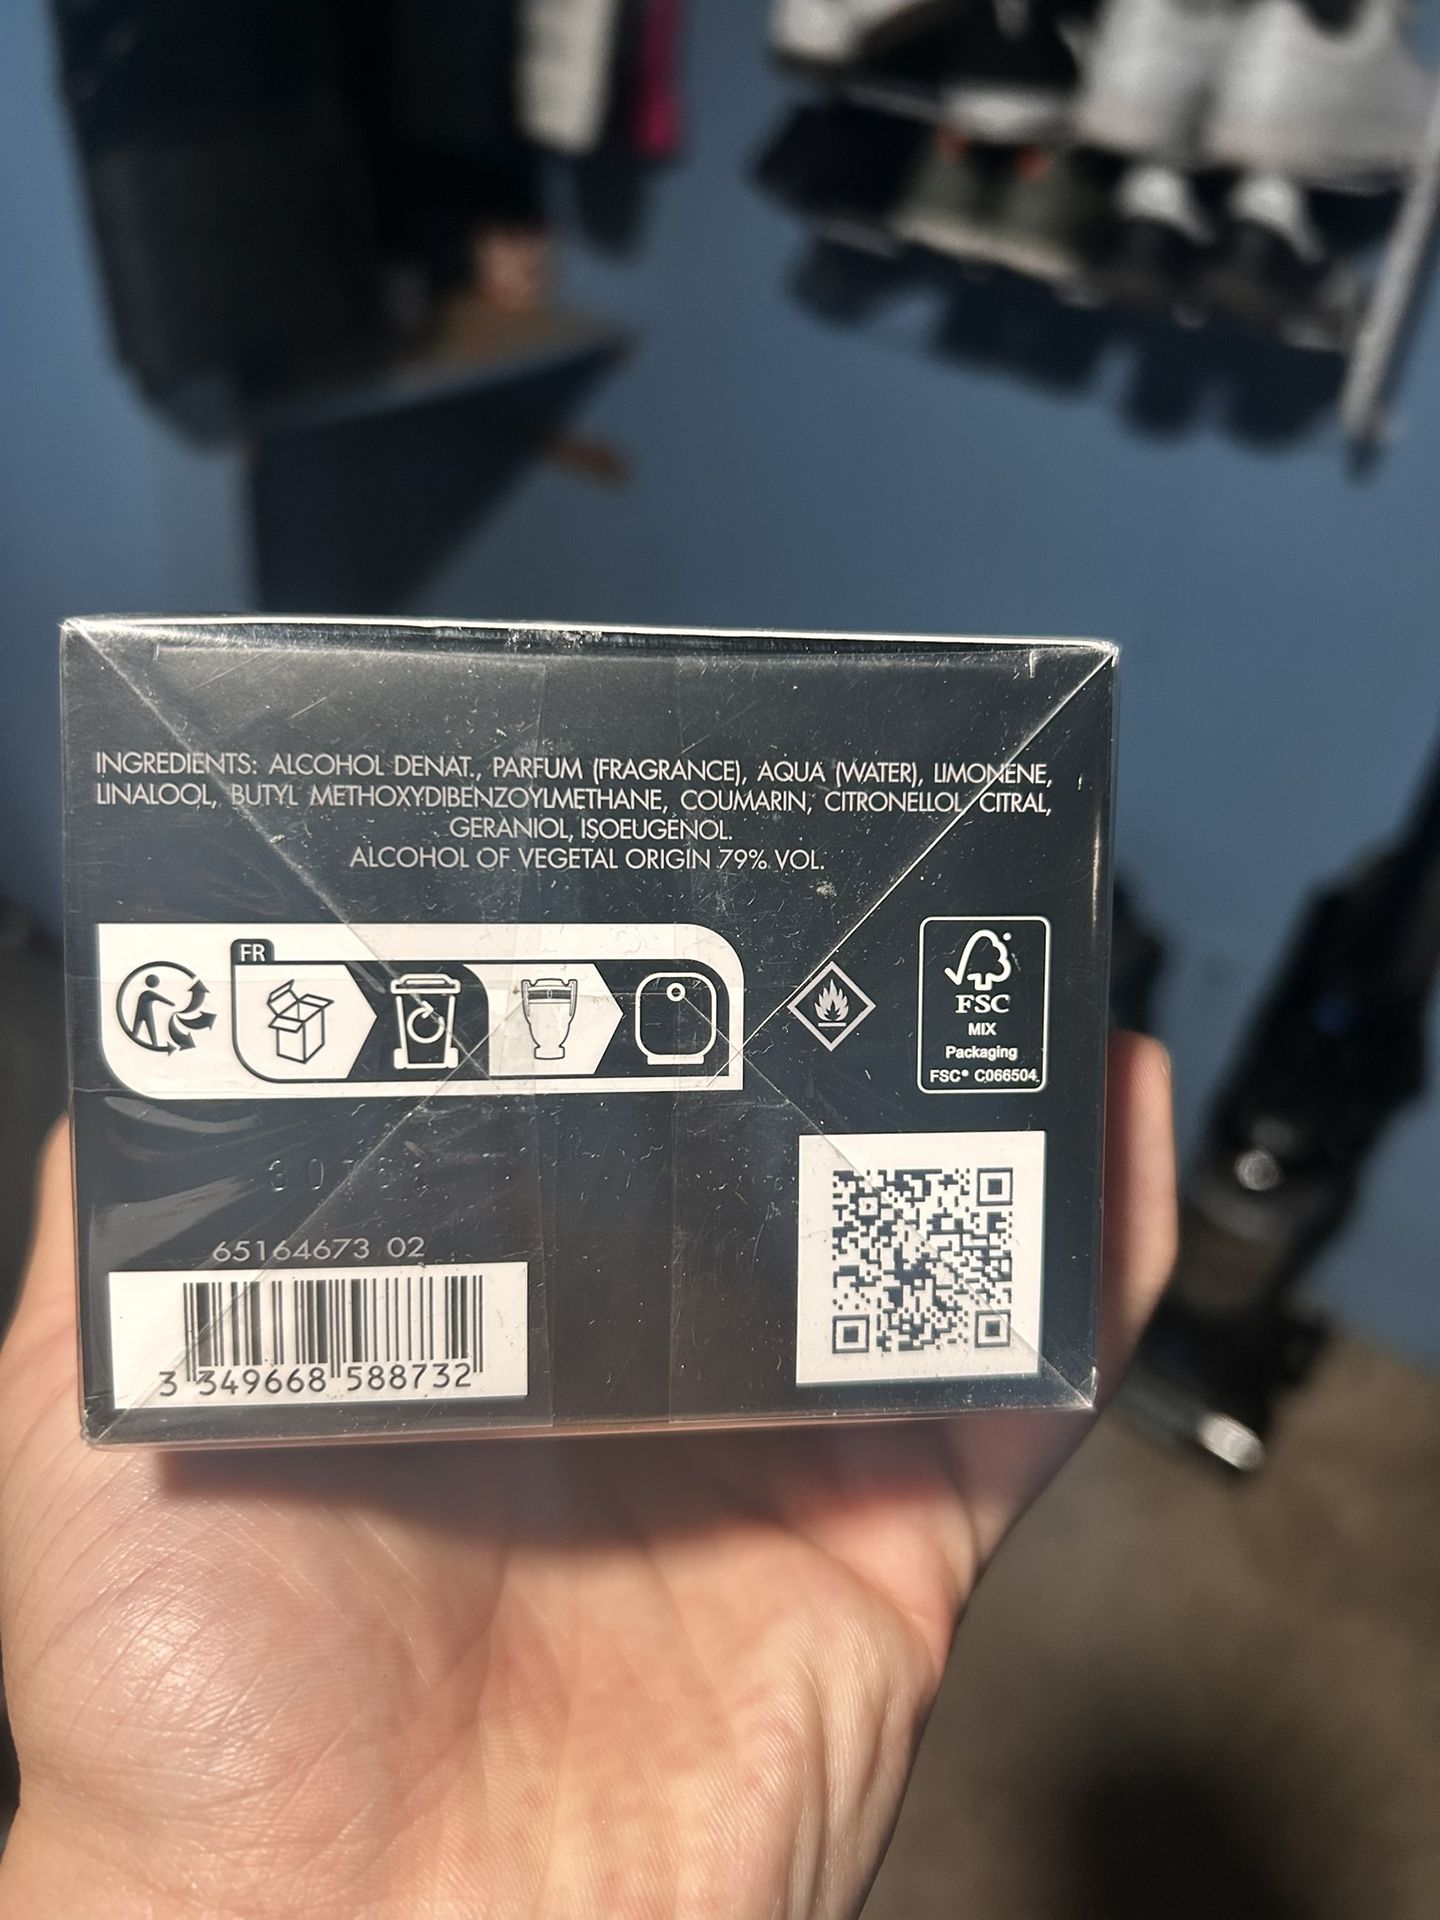 INGREDIENTS: ALCOHOL DENAT., PARFUM (FRAGRANCE), AQUA (WATER), LIMONENE,
LINALOOL, BUTYL METHOXYDIBENZOYLMETHANE, COUMARIN, CITRONELLOL, CITRAL,
GERANIOL, ISOEUGENOL.
ALCOHOL OF VEGETAL ORIGIN 79% VOL.
FR
FSC
MIX
Packaging
FSC® C066504
65164673 02
3 349668 588732